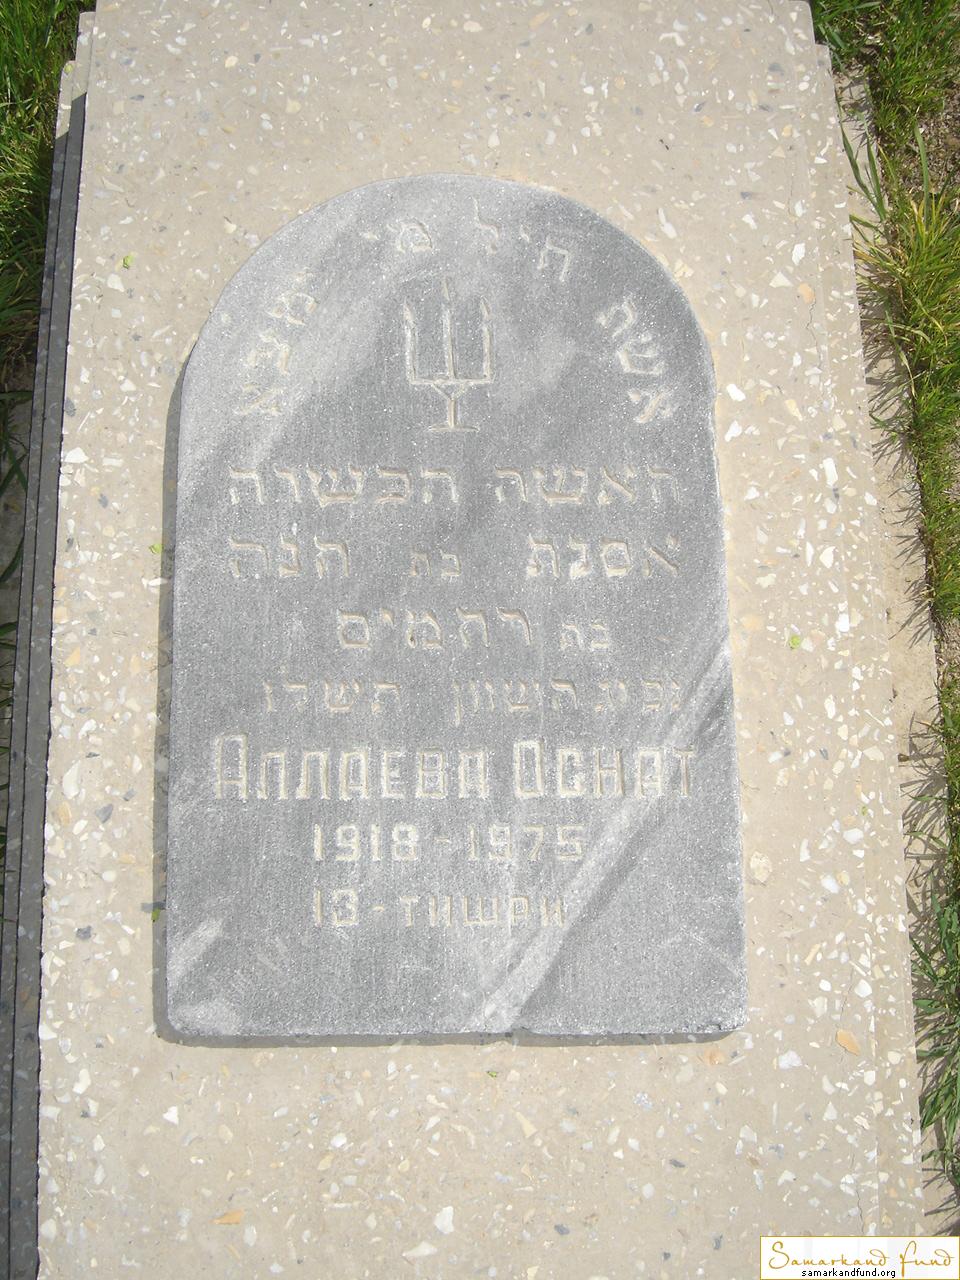 אשת חיל מי ימצא
האשה הכשרה
אסנת בת חנה
בת רחמים
חשון תשלו
Аллаева Оснат
1918-1975
13-тишри
Samarkand fund
samarkandfund.org